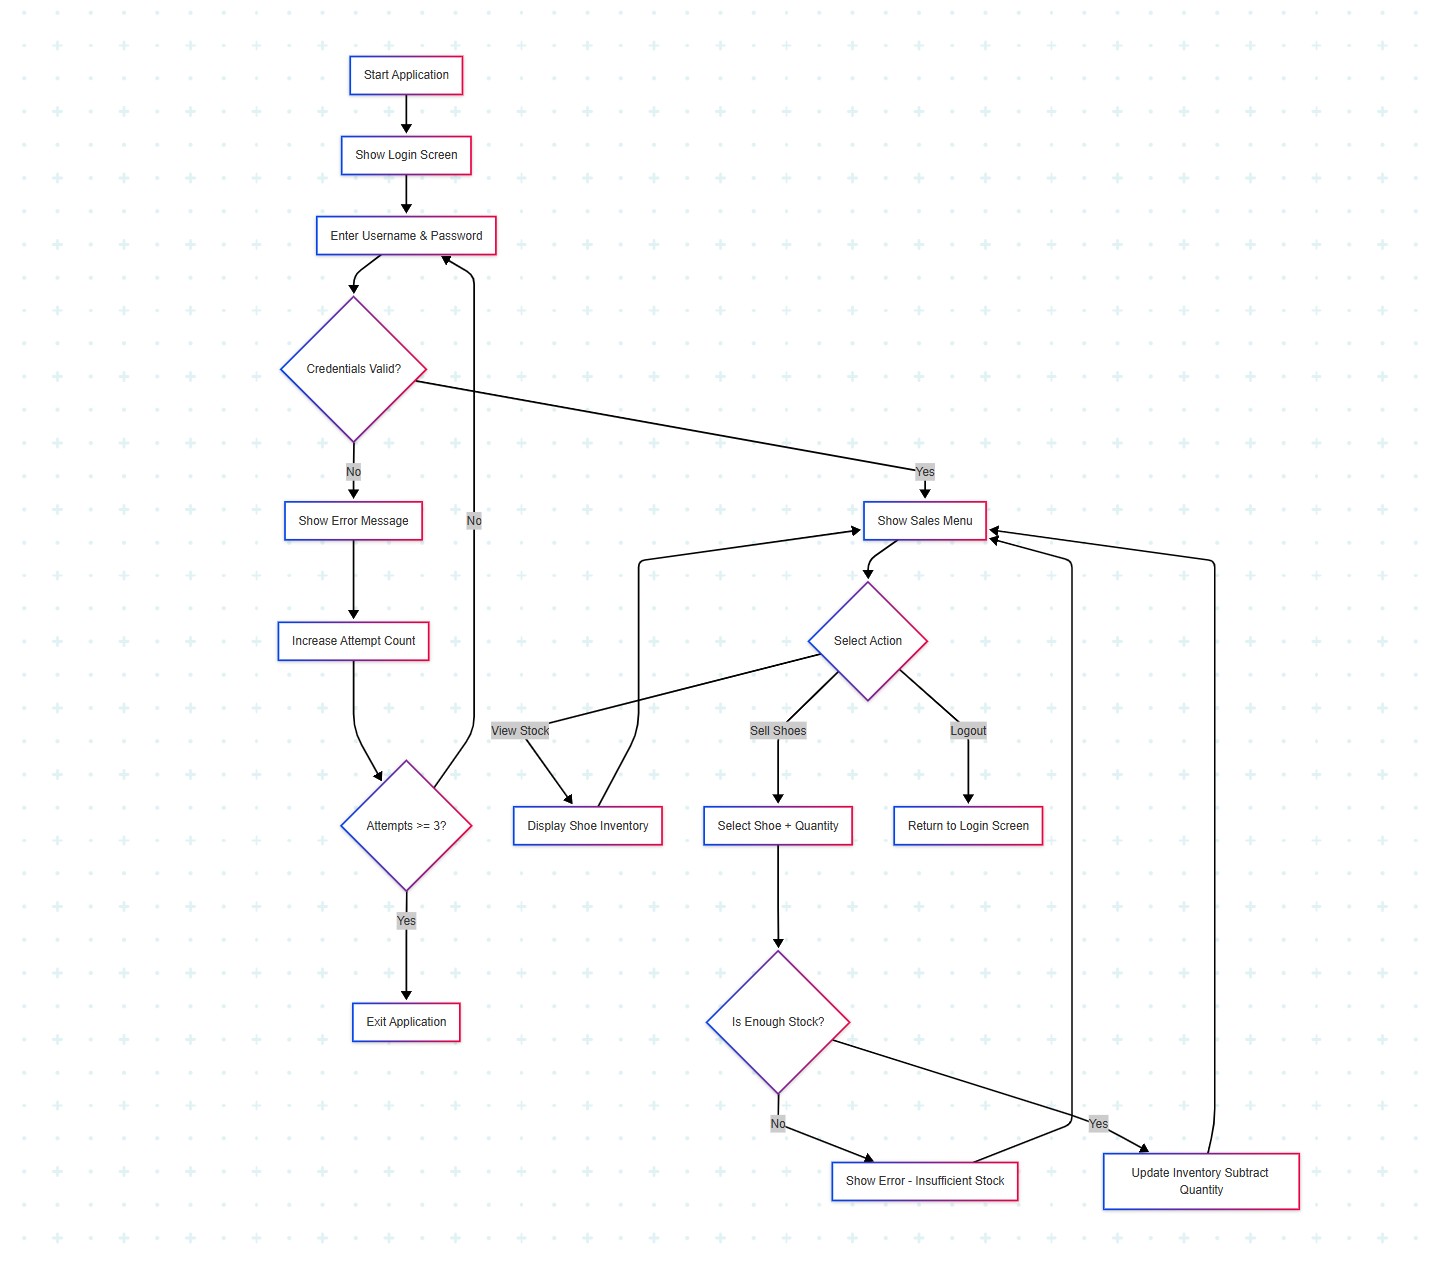 Start Application
Show Login Screen
Enter Username & Password
Credentials Valid?
No
Yes
Show Error Message
No
Show Sales Menu
Increase Attempt Count
Select Action
View Stock
Sell Shoes
Logout
Attempts >= 3?
Display Shoe Inventory
Select Shoe + Quantity
Return to Login Screen
Yes
Exit Application
Is Enough Stock?
No
Yes
Show Error - Insufficient Stock
Update Inventory Subtract
Quantity